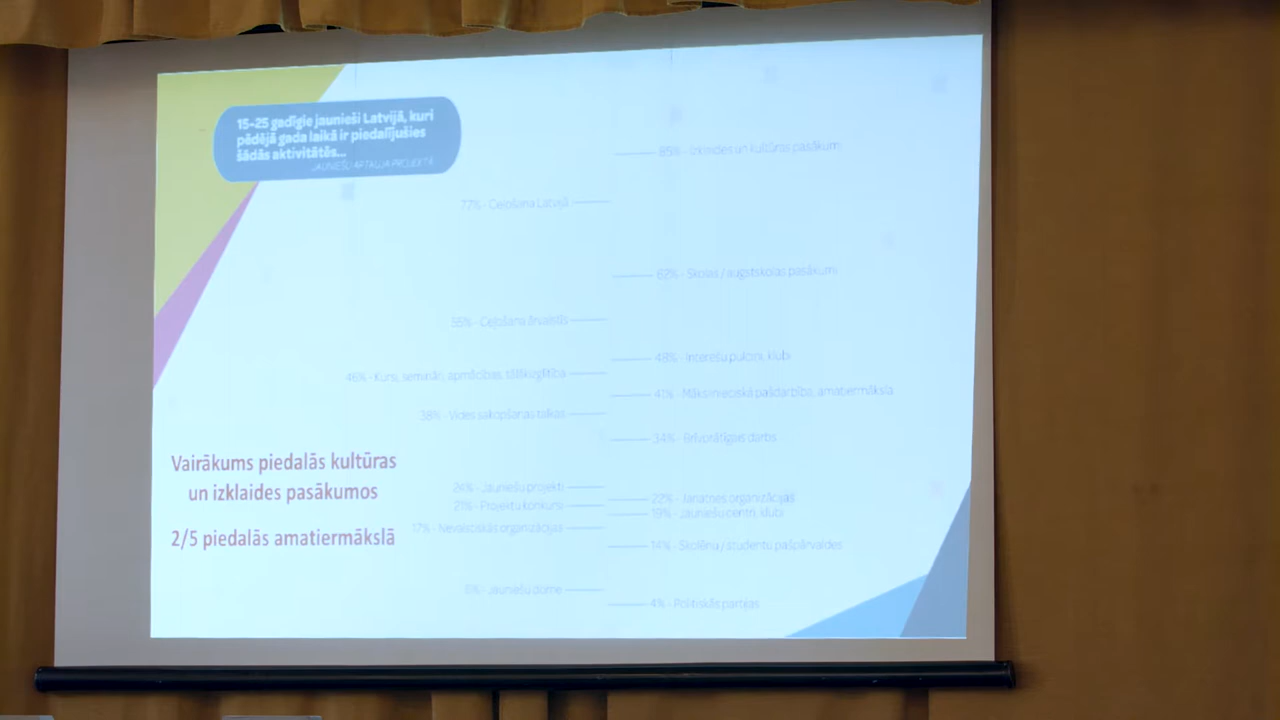 15-25 gadīgie jaunieši Latvijā, kuri
pēdējā gada laikā ir piedalījušies
šādās aktivitātēs...
85% - Izklaides un kultūras pasākumi
77% - Ceļošana Latvijā
62% - Skolas / augstskolas pasākumi
55% - Ceļošana ārvalstīs
48% - Interešu pulciņi, klubi
46% - Kursi, semināri, apmācības, tālākizglītība
41% - Mākslinieciskā pašdarbība, amatiermāksla
38% - Vides sakopšanas talkas
34% - Brīvprātīgais darbs
24% - Jauniešu projekti
22% - Jaunatnes organizācijas
21% - Projektu konkursi
19% - Jauniešu centri, klubi
17% - Nevalstiskās organizācijas
14% - Skolēnu / studentu pašpārvaldes
Jauniešu dome
4% - Politiskās partijas
Vairākums piedalās kultūras
un izklaides pasākumos
2/5 piedalās amatiermākslā